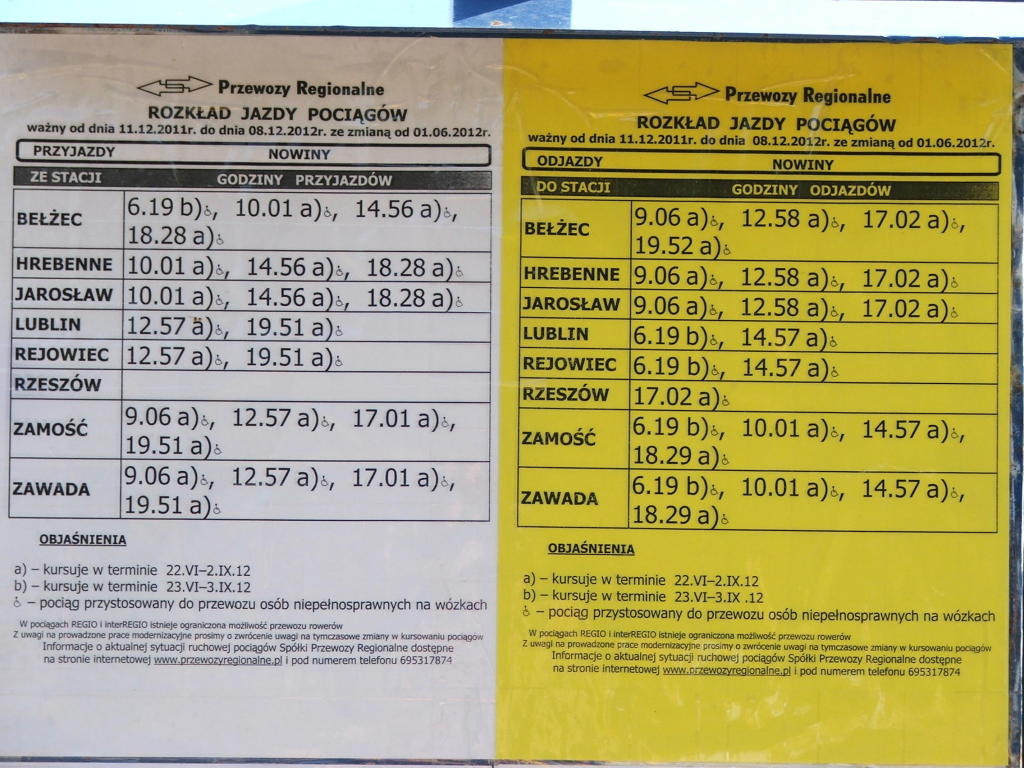 Przewozy Regionalne
ROZKŁAD JAZDY POCIĄGÓW
ważny od dnia 11.12.2011r. do dnia 08.12.2012r. ze zmianą od 01.06.2012r.
PRZYJAZDY NOWINY
ZE STACJI GODZINY PRZYJAZDÓW
BEŁŻEC 6.19 b)♿, 10.01 a)♿, 14.56 a)♿,
18.28 a)♿
HREBENNE 10.01 a)♿, 14.56 a)♿, 18.28 a)♿
JAROSŁAW 10.01 a)♿, 14.56 a)♿, 18.28 a)♿
LUBLIN 12.57 a)♿, 19.51 a)♿
REJOWIEC 12.57 a)♿, 19.51 a)♿
RZESZÓW
ZAMOŚĆ 9.06 a)♿, 12.57 a)♿, 17.01 a)♿,
19.51 a)♿
ZAWADA 9.06 a)♿, 12.57 a)♿, 17.01 a)♿,
19.51 a)♿
OBJAŚNIENIA
a) – kursuje w terminie 22.VI–2.IX.12
b) – kursuje w terminie 23.VI–3.IX.12
♿ – pociąg przystosowany do przewozu osób niepełnosprawnych na wózkach
W pociągach REGIO i interREGIO istnieje ograniczona możliwość przewozu rowerów
Z uwagi na prowadzone prace modernizacyjne prosimy o zwrócenie uwagi na tymczasowe zmiany w kursowaniu pociągów
Informacje o aktualnej sytuacji ruchowej pociągów Spółki Przewozy Regionalne dostępne
na stronie internetowej www.przewozyregionalne.pl i pod numerem telefonu 695317874
Przewozy Regionalne
ROZKŁAD JAZDY POCIĄGÓW
ważny od dnia 11.12.2011r. do dnia 08.12.2012r. ze zmianą od 01.06.2012r.
ODJAZDY NOWINY
DO STACJI GODZINY ODJAZDÓW
BEŁŻEC 9.06 a)♿, 12.58 a)♿, 17.02 a)♿,
19.52 a)♿
HREBENNE 9.06 a)♿, 12.58 a)♿, 17.02 a)♿
JAROSŁAW 9.06 a)♿, 12.58 a)♿, 17.02 a)♿
LUBLIN 6.19 b)♿, 14.57 a)♿
REJOWIEC 6.19 b)♿, 14.57 a)♿
RZESZÓW 17.02 a)♿
ZAMOŚĆ 6.19 b)♿, 10.01 a)♿, 14.57 a)♿,
18.29 a)♿
ZAWADA 6.19 b)♿, 10.01 a)♿, 14.57 a)♿,
18.29 a)♿
OBJAŚNIENIA
a) – kursuje w terminie 22.VI–2.IX.12
b) – kursuje w terminie 23.VI–3.IX .12
♿ – pociąg przystosowany do przewozu osób niepełnosprawnych na wózkach
W pociągach REGIO i interREGIO istnieje ograniczona możliwość przewozu rowerów
Z uwagi na prowadzone prace modernizacyjne prosimy o zwrócenie uwagi na tymczasowe zmiany w kursowaniu pociągów
Informacje o aktualnej sytuacji ruchowej pociągów Spółki Przewozy Regionalne dostępne
na stronie internetowej www.przewozyregionalne.pl i pod numerem telefonu 695317874